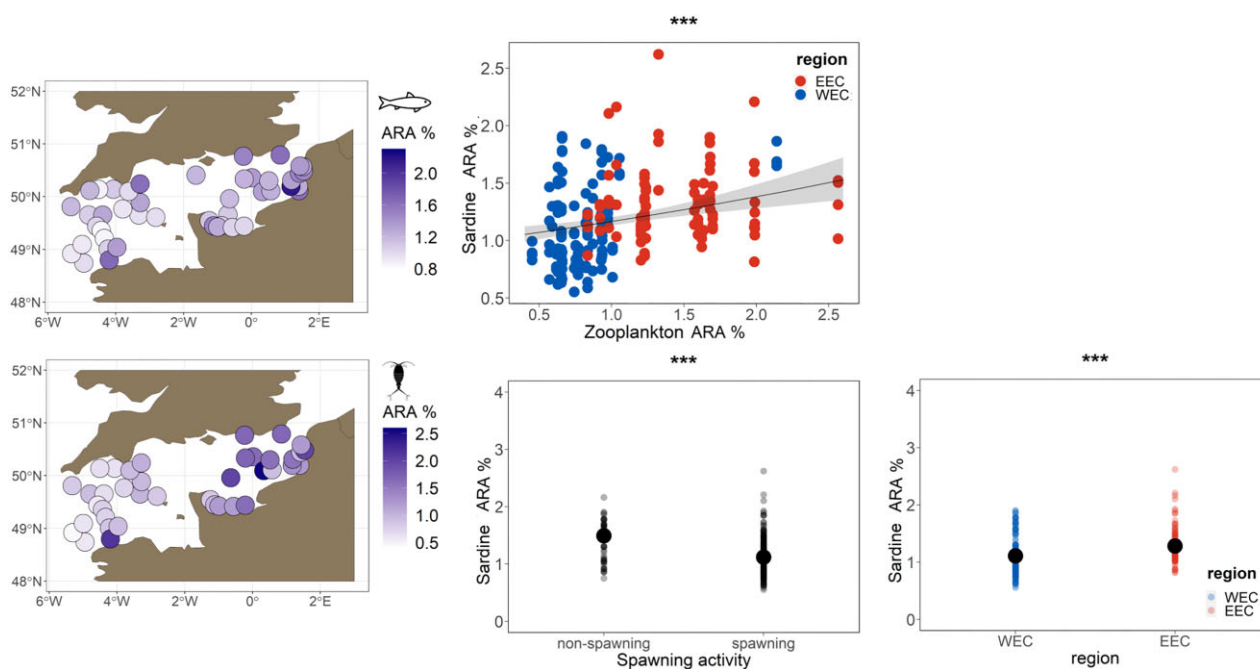 52°N
51°N
50°N
49°N
48°N
6°W 4°W 2°W 0° 2°E
ARA %
2.0
1.6
1.2
0.8
***
region
EEC
WEC
Sardine ARA %
2.5
2.0
1.5
1.0
0.5
0.5 1.0 1.5 2.0 2.5
Zooplankton ARA %
52°N
51°N
50°N
49°N
48°N
6°W 4°W 2°W 0° 2°E
ARA %
2.5
2.0
1.5
1.0
0.5
***
Sardine ARA %
4
3
2
1
0
non-spawning spawning
Spawning activity
***
Sardine ARA %
4
3
2
1
0
WEC EEC
region
region
WEC
EEC